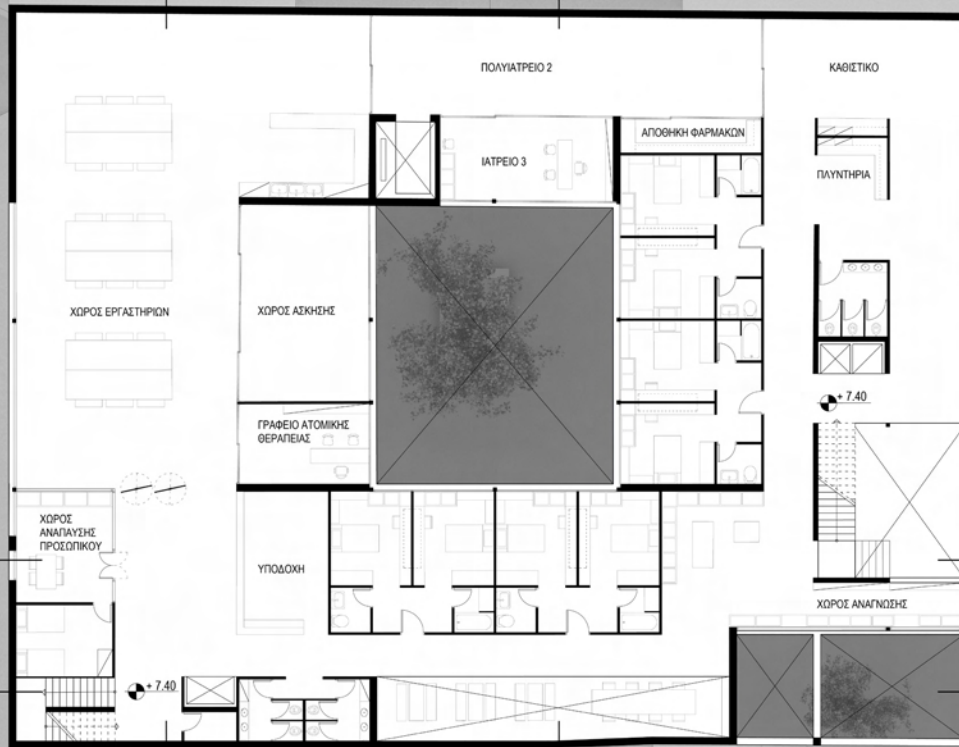 ΠΟΛΥΙΑΤΡΕΙΟ 2
ΚΑΘΙΣΤΙΚΟ
ΑΠΟΘΗΚΗ ΦΑΡΜΑΚΩΝ
ΙΑΤΡΕΙΟ 3
ΠΛΥΝΤΗΡΙΑ
ΧΩΡΟΣ ΕΡΓΑΣΤΗΡΙΩΝ
ΧΩΡΟΣ ΑΣΚΗΣΗΣ
+ 7.40
ΓΡΑΦΕΙΟ ΑΤΟΜΙΚΗΣ
ΘΕΡΑΠΕΙΑΣ
ΧΩΡΟΣ
ΑΝΑΠΑΥΣΗΣ
ΠΡΟΣΩΠΙΚΟΥ
ΥΠΟΔΟΧΗ
ΧΩΡΟΣ ΑΝΑΓΝΩΣΗΣ
+ 7.40